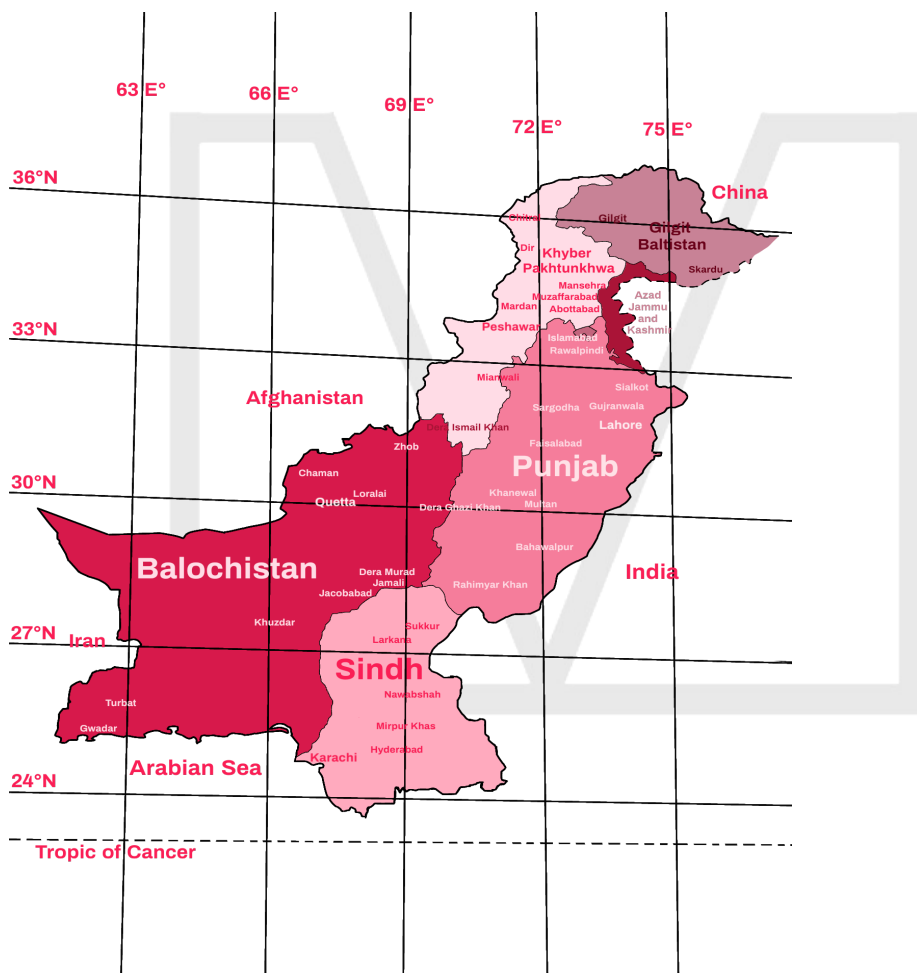 63 E°
66 E°
69 E°
72 E°
75 E°
36°N
China
Chitra
Gilgit
Gilgit
Baltistan
Dir
Khyber
Pakhtunkhwa
Skardu
Mansehra
Muzaffarabad
Abottabad
Mardan
Azad
Jammu
and
Kashmir
33°N
Peshawar
Islamabad
Rawalpindi
Mianwali
Sialkot
Afghanistan
Sargodha
Gujranwala
Lahore
Dera Ismail Khan
Zhob
Faisalabad
Punjab
Chaman
30°N
Loralai
Quetta
Khanewal
Multan
Dera Ghazi Khan
Bahawalpur
Balochistan
Dera Murad
Jamali
India
Rahimyar Khan
Jacobabad
Khuzdar
Sukkur
27°N
Iran
Larkana
Sindh
Nawabshah
Turbat
Gwadar
Mirpur Khas
Hyderabad
Karachi
Arabian Sea
24°N
Tropic of Cancer